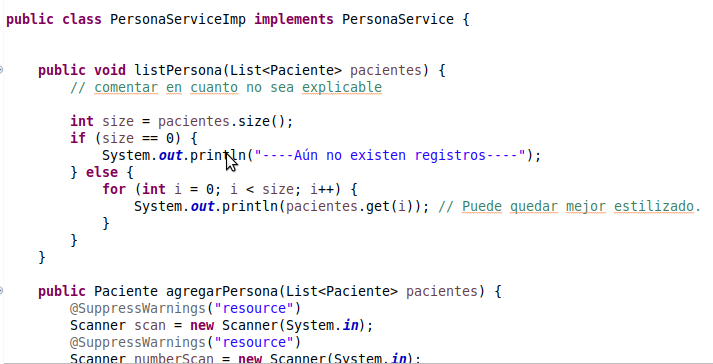 public class PersonaServiceImp implements PersonaService {
public void listPersona(List<Paciente> pacientes) {
// comentar en cuanto no sea explicable
int size = pacientes.size();
if (size == 0) {
System.out.println("----Aún no existen registros----");
} else {
for (int i = 0; i < size; i++) {
System.out.println(pacientes.get(i)); // Puede quedar mejor estilizado.
}
}
}
public Paciente agregarPersona(List<Paciente> pacientes) {
@SuppressWarnings("resource")
Scanner scan = new Scanner(System.in);
@SuppressWarnings("resource")
Scanner numberScan = new Scanner(System.in);